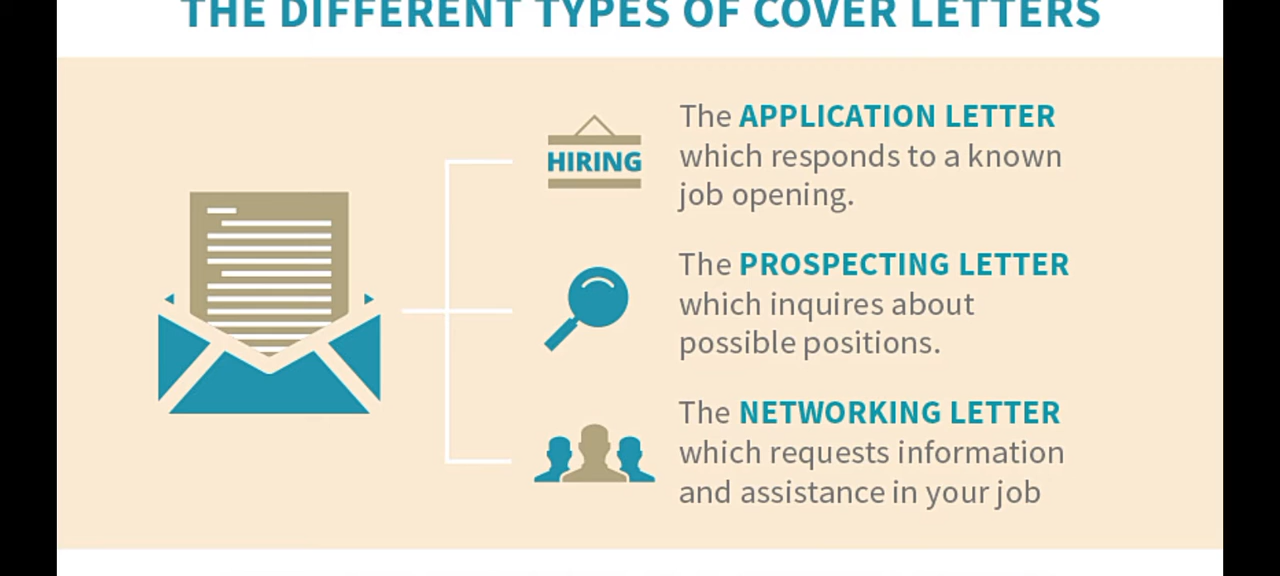 THE DIFFERENT TYPES OF COVER LETTERS
HIRING
The APPLICATION LETTER
which responds to a known
job opening.
The PROSPECTING LETTER
which inquires about
possible positions.
The NETWORKING LETTER
which requests information
and assistance in your job